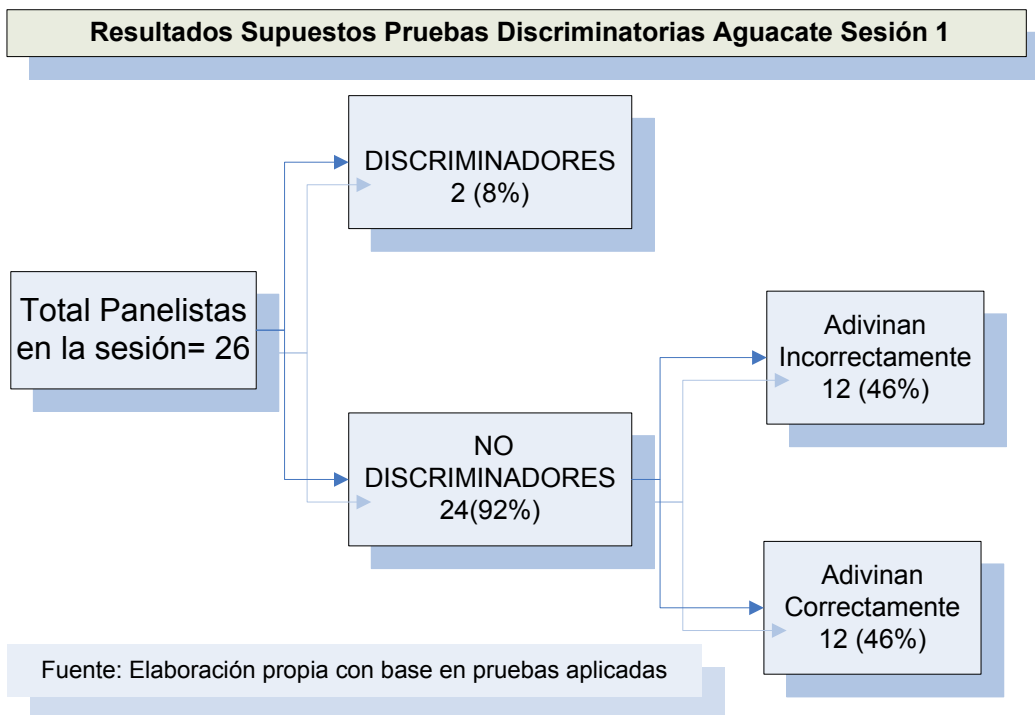 Resultados Supuestos Pruebas Discriminatorias Aguacate Sesión 1
DISCRIMINADORES
2 (8%)
Total Panelistas
en la sesión= 26
Adivinan
Incorrectamente
12 (46%)
NO
DISCRIMINADORES
24(92%)
Adivinan
Correctamente
12 (46%)
Fuente: Elaboración propia con base en pruebas aplicadas